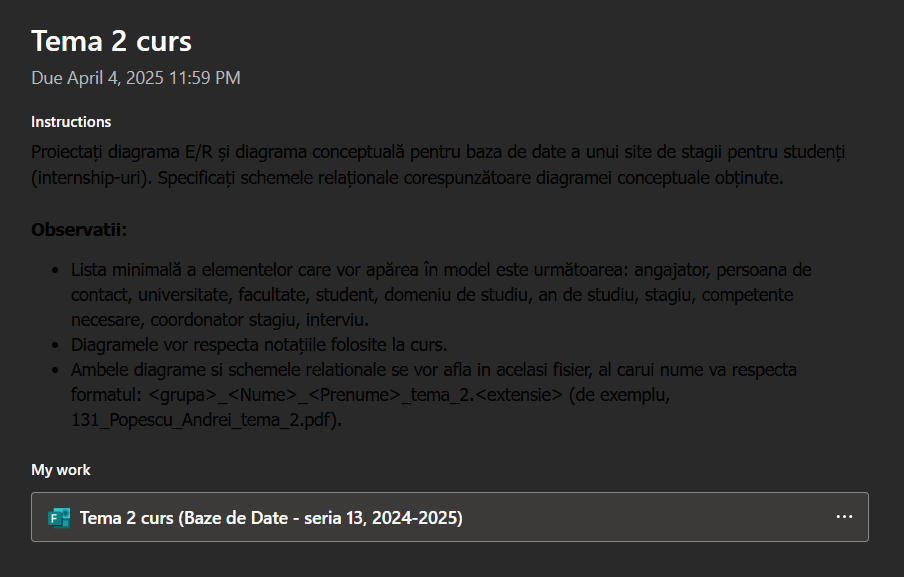 Tema 2 curs
Due April 4, 2025 11:59 PM
Instructions
Proiectați diagrama E/R și diagrama conceptuală pentru baza de date a unui site de stagii pentru studenți
(internship-uri). Specificați schemele relaționale corespunzătoare diagramei conceptuale obținute.
Observatii:
• Lista minimală a elementelor care vor apărea în model este următoarea: angajator, persoana de
contact, universitate, facultate, student, domeniu de studiu, an de studiu, stagiu, competente
necesare, coordonator stagiu, interviu.
• Diagramele vor respecta notațiile folosite la curs.
• Ambele diagrame si schemele relationale se vor afla in acelasi fisier, al carui nume va respecta
formatul: <grupa>_<Nume>_<Prenume>_tema_2.<extensie> (de exemplu,
131_Popescu_Andrei_tema_2.pdf).
My work
F Tema 2 curs (Baze de Date - seria 13, 2024-2025) ...